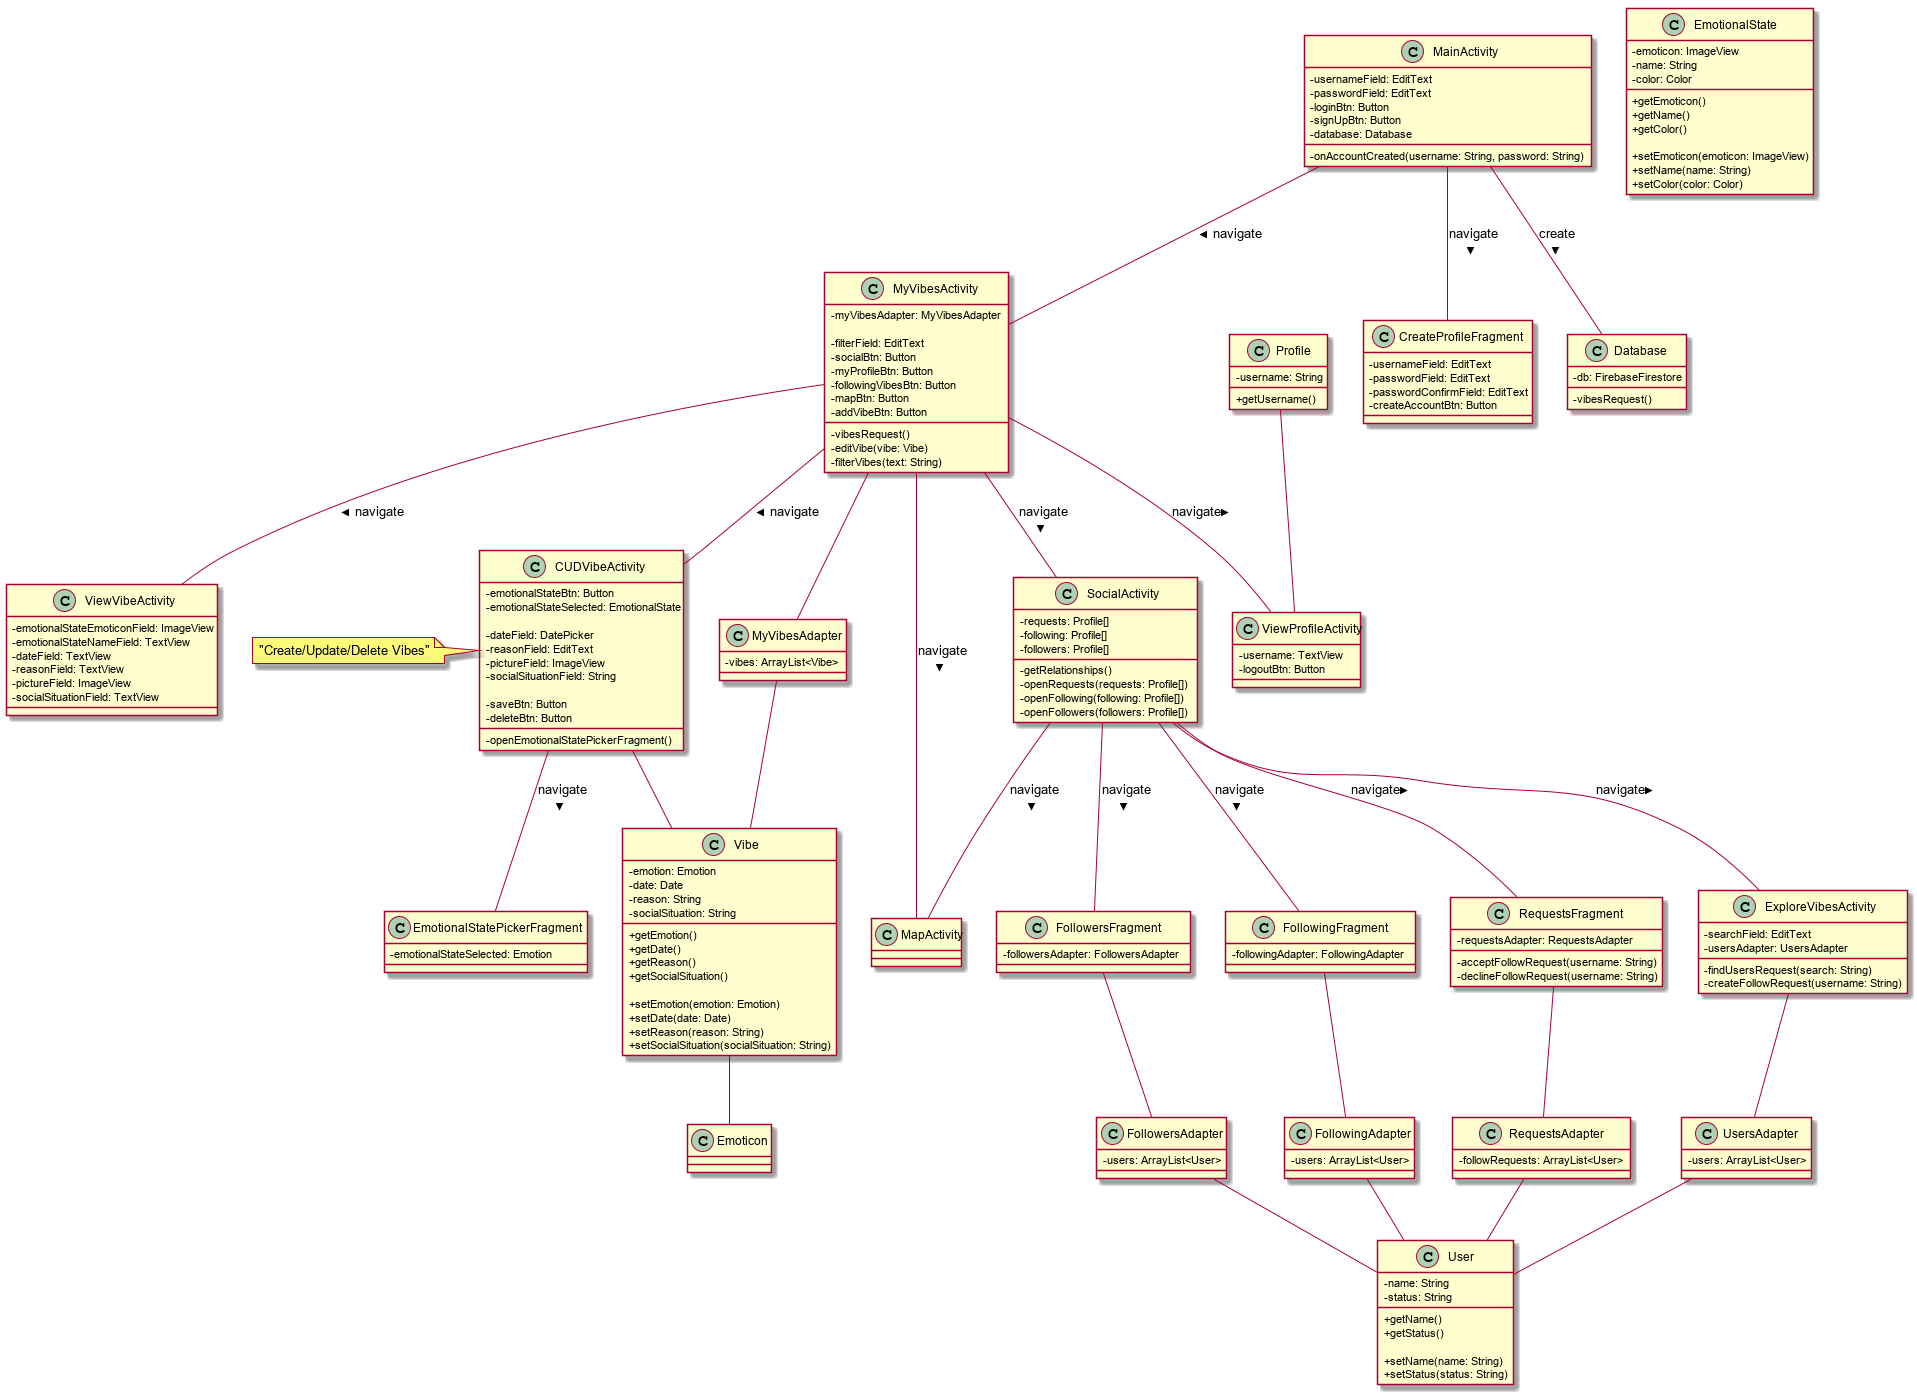 C EmotionalState
-emoticon: ImageView
-name: String
-color: Color
+getEmoticon()
+getName()
+getColor()
+setEmoticon(emoticon: ImageView)
+setName(name: String)
+setColor(color: Color)
C MainActivity
-usernameField: EditText
-passwordField: EditText
-loginBtn: Button
-signUpBtn: Button
-database: Database
-onAccountCreated(username: String, password: String)
◄ navigate
navigate
▼
create
▼
C MyVibesActivity
-myVibesAdapter: MyVibesAdapter
-filterField: EditText
-socialBtn: Button
-myProfileBtn: Button
-followingVibesBtn: Button
-mapBtn: Button
-addVibeBtn: Button
-vibesRequest()
-editVibe(vibe: Vibe)
-filterVibes(text: String)
C Profile
-username: String
+getUsername()
C CreateProfileFragment
-usernameField: EditText
-passwordField: EditText
-passwordConfirmField: EditText
-createAccountBtn: Button
C Database
-db: FirebaseFirestore
-vibesRequest()
◄ navigate
◄ navigate
navigate
▼
navigate►
C ViewVibeActivity
-emotionalStateEmoticonField: ImageView
-emotionalStateNameField: TextView
-dateField: TextView
-reasonField: TextView
-pictureField: ImageView
-socialSituationField: TextView
"Create/Update/Delete Vibes"
C CUDVibeActivity
-emotionalStateBtn: Button
-emotionalStateSelected: EmotionalState
-dateField: DatePicker
-reasonField: EditText
-pictureField: ImageView
-socialSituationField: String
-saveBtn: Button
-deleteBtn: Button
-openEmotionalStatePickerFragment()
C MyVibesAdapter
-vibes: ArrayList<Vibe>
navigate
▼
C SocialActivity
-requests: Profile[]
-following: Profile[]
-followers: Profile[]
-getRelationships()
-openRequests(requests: Profile[])
-openFollowing(following: Profile[])
-openFollowers(followers: Profile[])
C ViewProfileActivity
-username: TextView
-logoutBtn: Button
navigate
▼
navigate
▼
navigate
▼
navigate
▼
navigate►
navigate►
C EmotionalStatePickerFragment
-emotionalStateSelected: Emotion
C Vibe
-emotion: Emotion
-date: Date
-reason: String
-socialSituation: String
+getEmotion()
+getDate()
+getReason()
+getSocialSituation()
+setEmotion(emotion: Emotion)
+setDate(date: Date)
+setReason(reason: String)
+setSocialSituation(socialSituation: String)
C MapActivity
C FollowersFragment
-followersAdapter: FollowersAdapter
C FollowingFragment
-followingAdapter: FollowingAdapter
C RequestsFragment
-requestsAdapter: RequestsAdapter
-acceptFollowRequest(username: String)
-declineFollowRequest(username: String)
C ExploreVibesActivity
-searchField: EditText
-usersAdapter: UsersAdapter
-findUsersRequest(search: String)
-createFollowRequest(username: String)
C Emoticon
C FollowersAdapter
-users: ArrayList<User>
C FollowingAdapter
-users: ArrayList<User>
C RequestsAdapter
-followRequests: ArrayList<User>
C UsersAdapter
-users: ArrayList<User>
C User
-name: String
-status: String
+getName()
+getStatus()
+setName(name: String)
+setStatus(status: String)